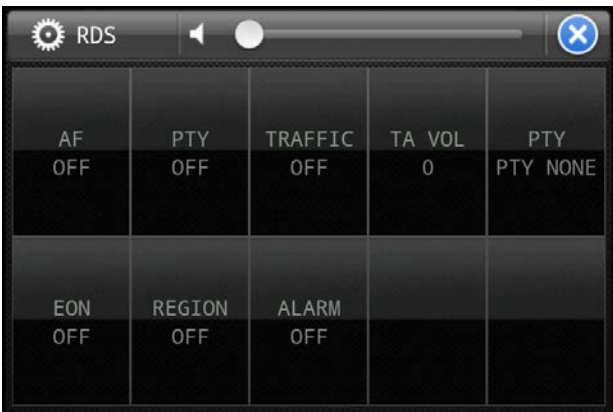 RDS
AF PTY TRAFFIC TA VOL PTY
OFF OFF OFF 0 PTY NONE
EON REGION ALARM
OFF OFF OFF